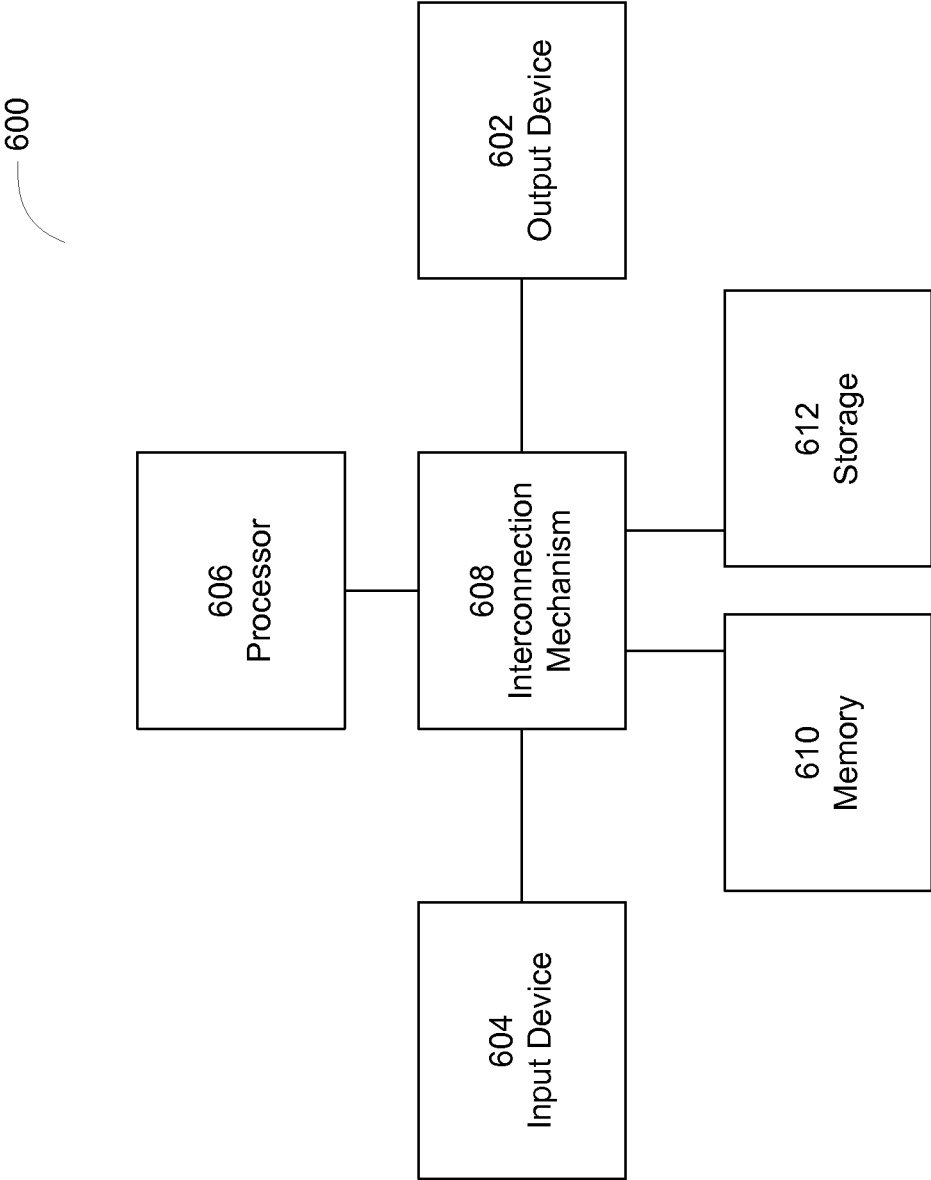 600
606
Processor
604
Input Device
608
Interconnection
Mechanism
602
Output Device
610
Memory
612
Storage